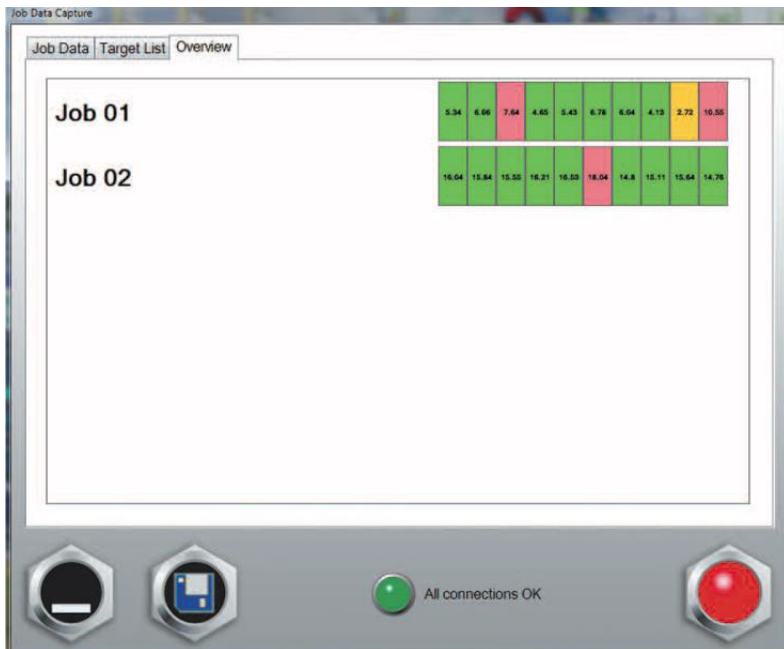 Job Data Capture
Job Data Target List Overview
Job 01 5.34 6.06 7.64 4.65 5.43 6.78 6.04 4.13 2.72 10.55
Job 02 16.04 15.84 15.55 16.21 16.53 18.04 14.8 15.11 15.64 14.76
All connections OK